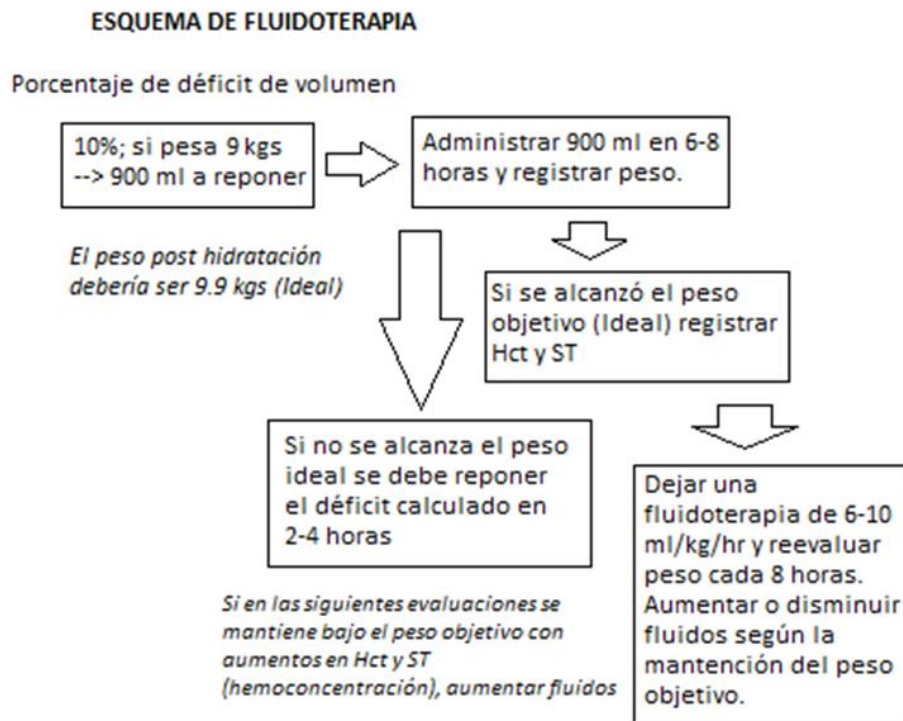 ESQUEMA DE FLUIDOTERAPIA
Porcentaje de déficit de volumen
10%; si pesa 9 kgs
--> 900 ml a reponer
Administrar 900 ml en 6-8
horas y registrar peso.
El peso post hidratación
debería ser 9.9 kgs (Ideal)
Si se alcanzó el peso
objetivo (Ideal) registrar
Hct y ST
Si no se alcanza el peso
ideal se debe reponer
el déficit calculado en
2-4 horas
Dejar una
fluidoterapia de 6-10
ml/kg/hr y reevaluar
peso cada 8 horas.
Aumentar o disminuir
fluidos según la
mantención del peso
objetivo.
Si en las siguientes evaluaciones se
mantiene bajo el peso objetivo con
aumentos en Hct y ST
(hemoconcentración), aumentar fluidos